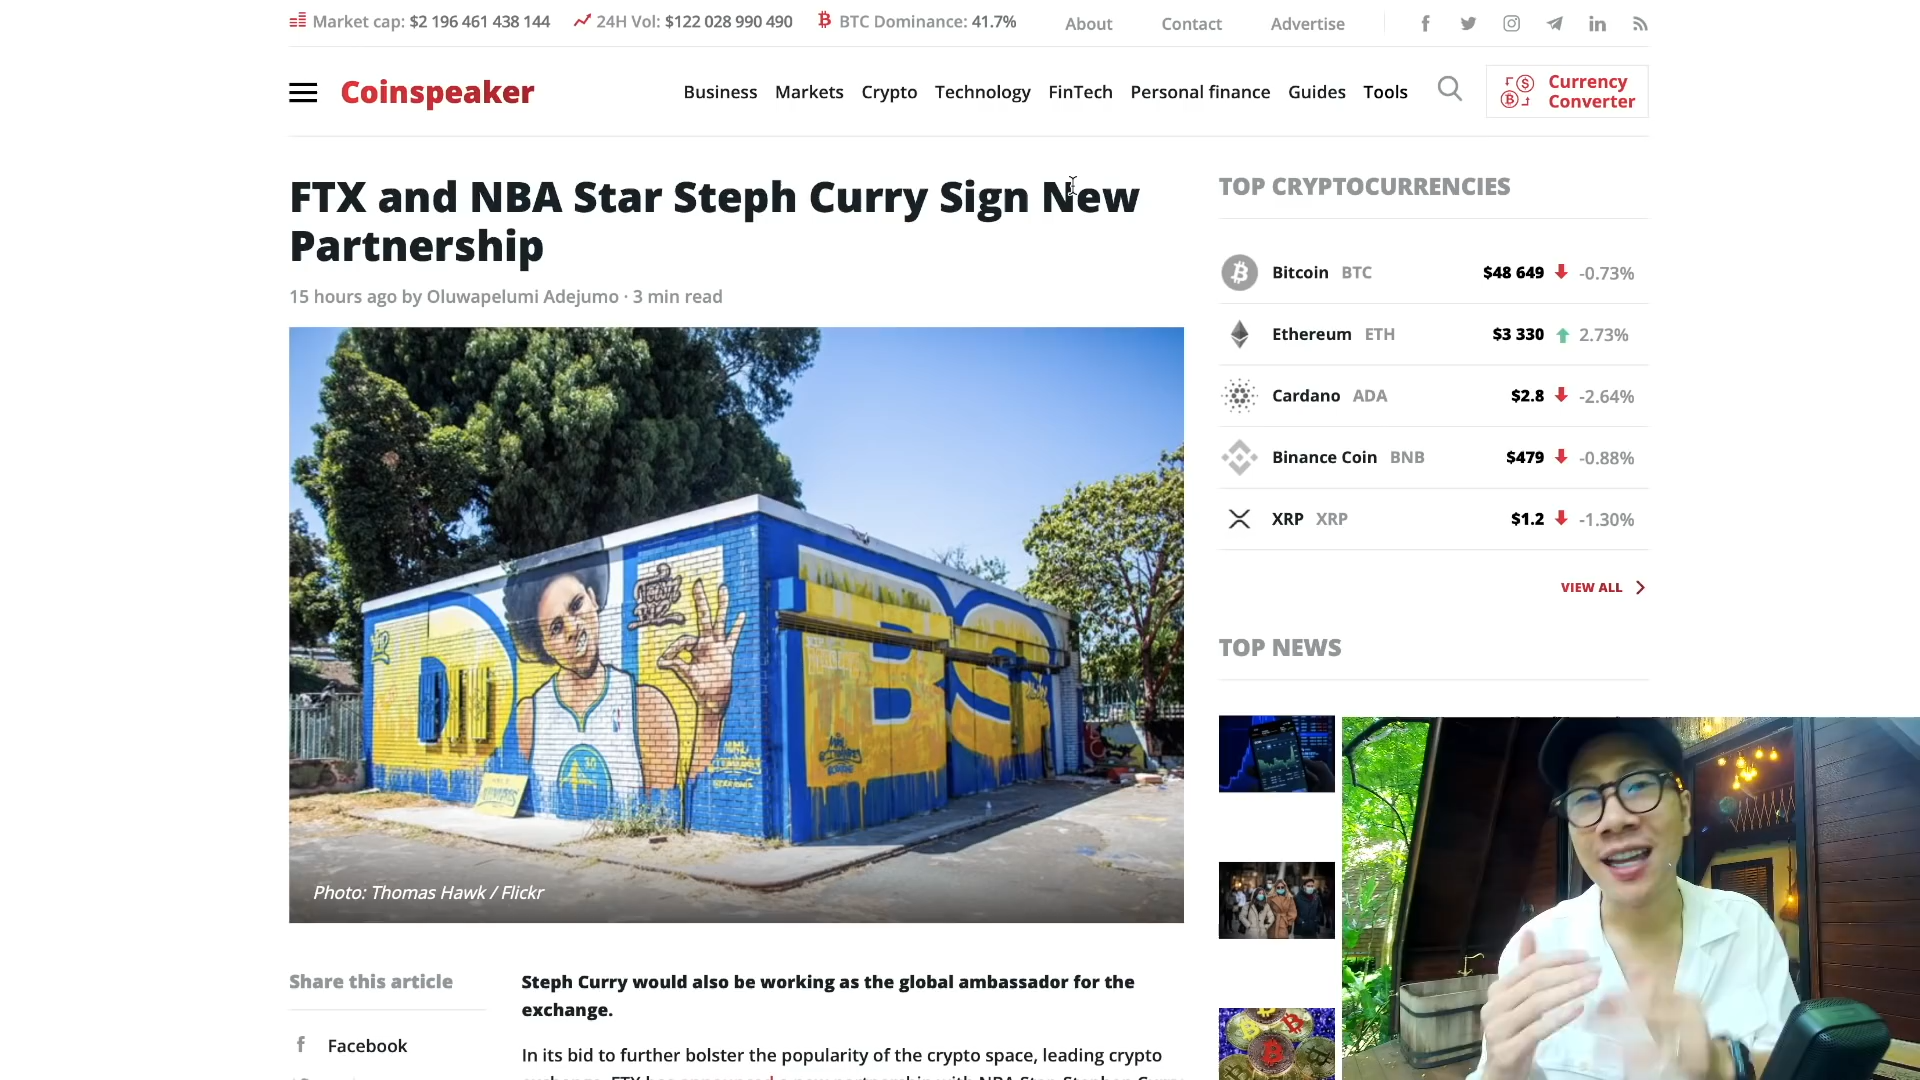 Market cap: $2 196 461 438 144 24H Vol: $122 028 990 490 BTC Dominance: 41.7% About Contact Advertise
Coinspeaker Business Markets Crypto Technology FinTech Personal finance Guides Tools
Currency
Converter
FTX and NBA Star Steph Curry Sign New
Partnership
15 hours ago by Oluwapelumi Adejumo · 3 min read
Photo: Thomas Hawk / Flickr
Share this article
Facebook
Steph Curry would also be working as the global ambassador for the
exchange.
In its bid to further bolster the popularity of the crypto space, leading crypto
TOP CRYPTOCURRENCIES
Bitcoin BTC $48 649 -0.73%
Ethereum ETH $3 330 2.73%
Cardano ADA $2.8 -2.64%
Binance Coin BNB $479 -0.88%
XRP XRP $1.2 -1.30%
VIEW ALL
TOP NEWS